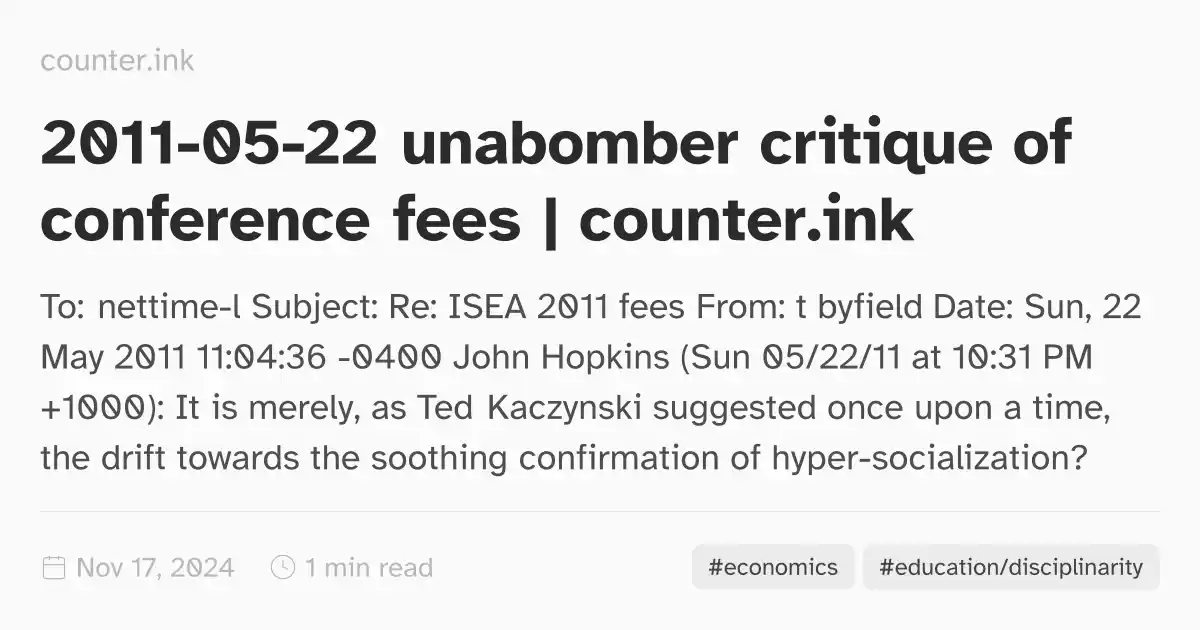 counter.ink
2011-05-22 unabomber critique of
conference fees | counter.ink
To: nettime-l Subject: Re: ISEA 2011 fees From: t byfield Date: Sun, 22
May 2011 11:04:36 -0400 John Hopkins (Sun 05/22/11 at 10:31 PM
+1000): It is merely, as Ted Kaczynski suggested once upon a time,
the drift towards the soothing confirmation of hyper-socialization?
Nov 17, 2024 1 min read #economics #education/disciplinarity